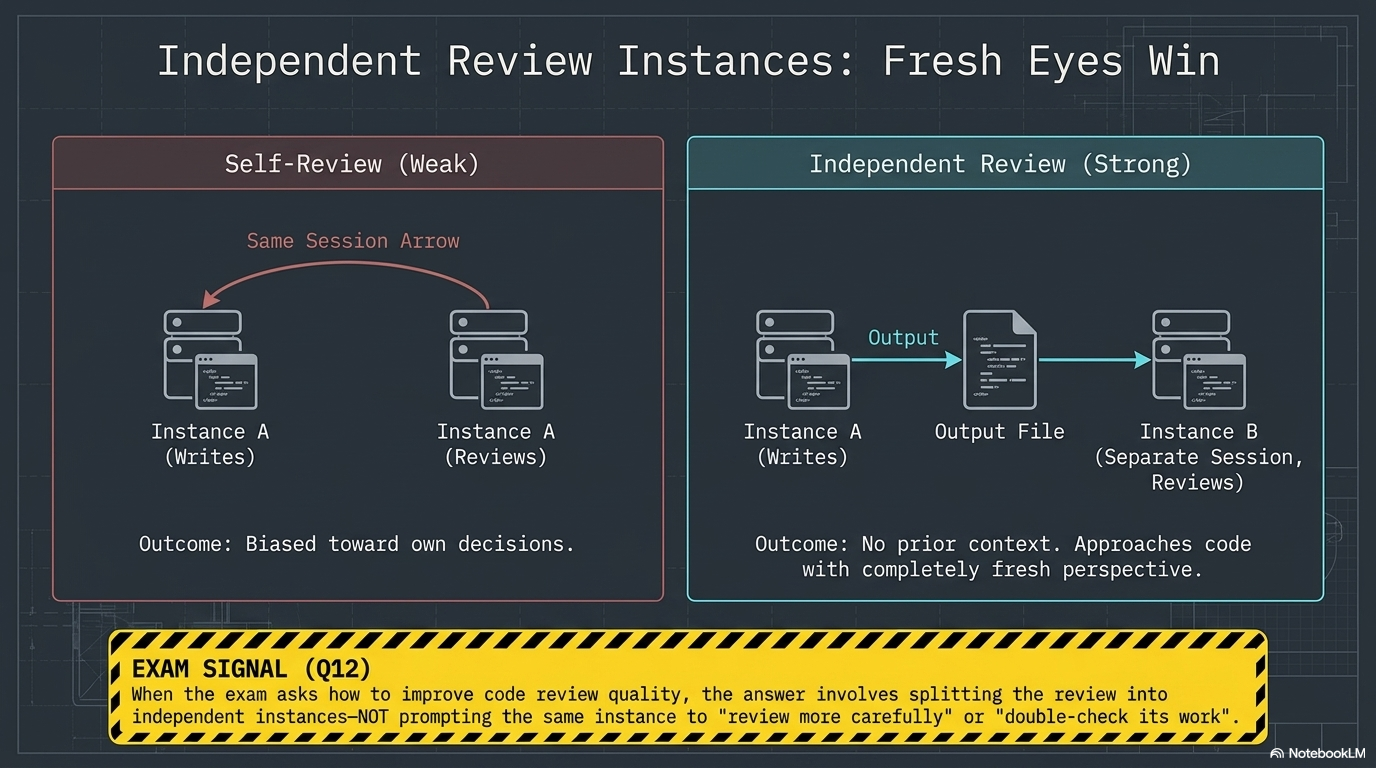 Independent Review Instances: Fresh Eyes Win
Self-Review (Weak)
Same Session Arrow
Instance A
(Writes)
Instance A
(Reviews)
Outcome: Biased toward own decisions.
Independent Review (Strong)
Output
Instance A
(Writes)
Output File
Instance B
(Separate Session,
Reviews)
Outcome: No prior context. Approaches code
with completely fresh perspective.
EXAM SIGNAL (Q12)
When the exam asks how to improve code review quality, the answer involves splitting the review into
independent instances—NOT prompting the same instance to "review more carefully" or "double-check its work".
NotebookLM